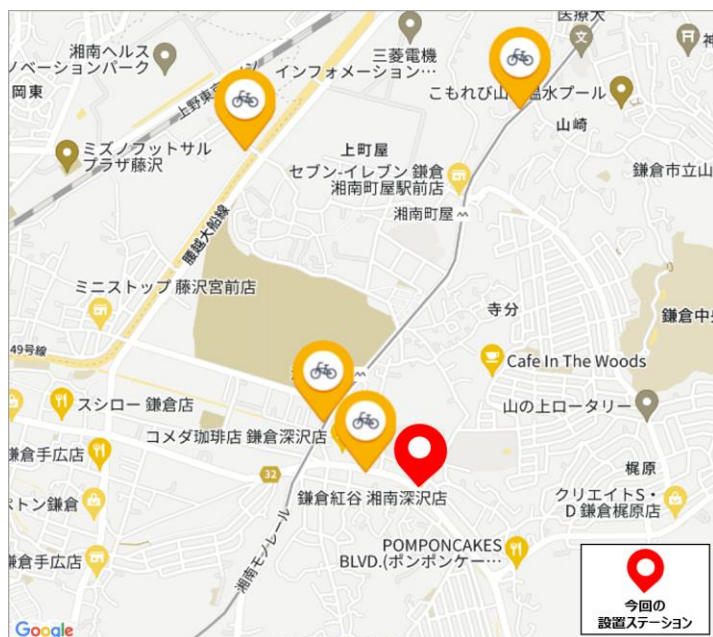 医療大
湘南ヘルス
ノベーションパーク
三菱電機
インフォメーション…
神
岡東
上野東京
こもれび山
温水プール
山崎
ミズノフットサル
プラザ藤沢
上町屋
セブン-イレブン 鎌倉
湘南町屋駅前店
鎌倉市立山
湘南町屋
腰越大船線
ミニストップ 藤沢宮前店
寺分
鎌倉中央
49号線
Cafe In The Woods
スシロー 鎌倉店
コメダ珈琲店 鎌倉深沢店
山の上ロータリー
鎌倉手広店
32
梶原
ペトン鎌倉
鎌倉紅谷 湘南深沢店
クリエイトS・
D 鎌倉梶原店
湘南モノレール
POMPONCAKES
BLVD.(ポンポンケー…
鎌倉手広店
今回の
設置ステーション
Google